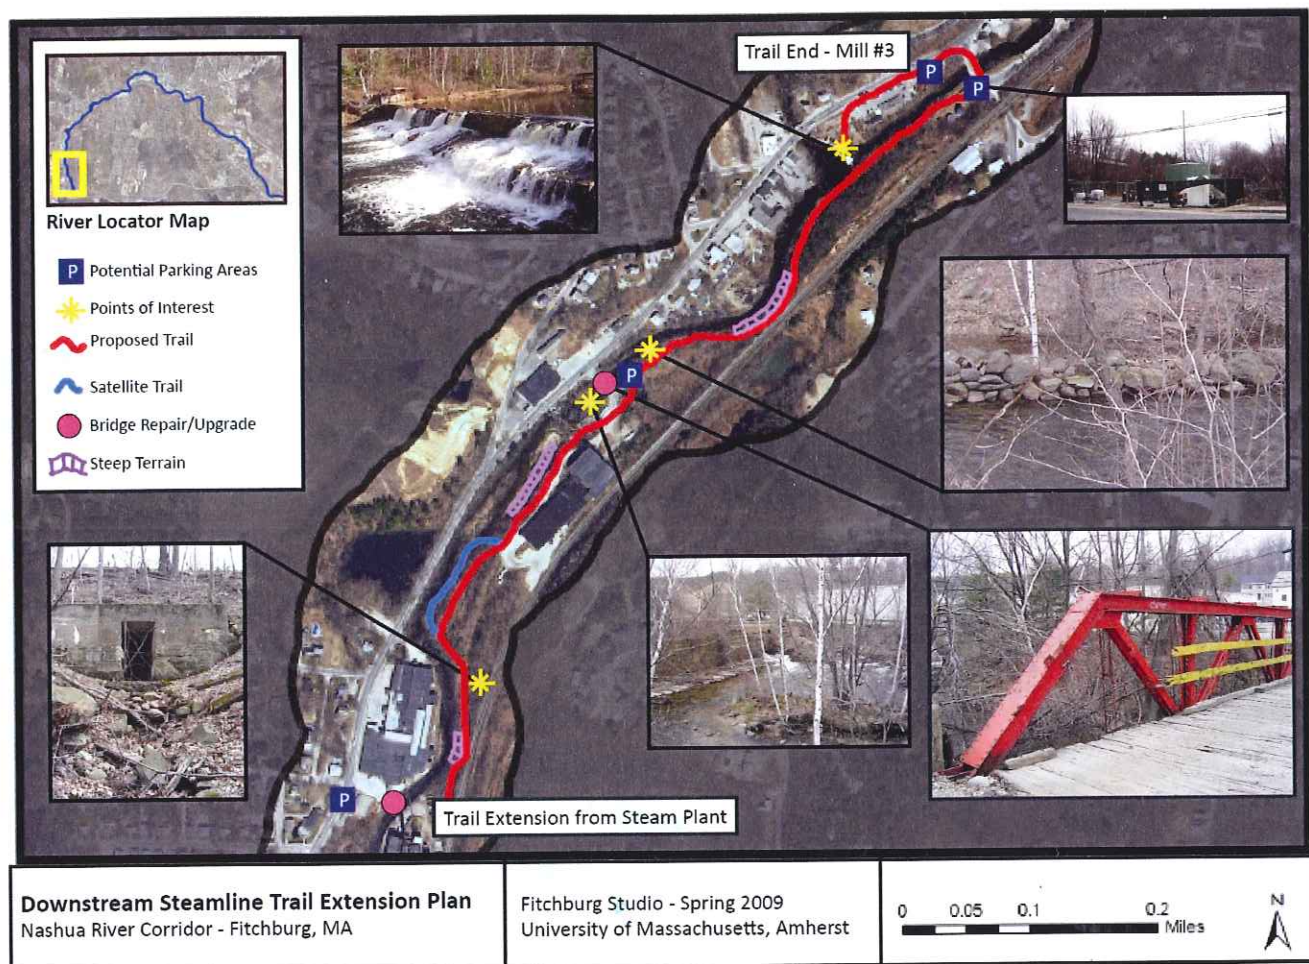 Trail End - Mill #3
P
P
River Locator Map
P Potential Parking Areas
Points of Interest
Proposed Trail
Satellite Trail
Bridge Repair/Upgrade
Steep Terrain
P
P
Trail Extension from Steam Plant
Downstream Steamline Trail Extension Plan
Nashua River Corridor - Fitchburg, MA
Fitchburg Studio - Spring 2009
University of Massachusetts, Amherst
0 0.05 0.1 0.2
Miles
N